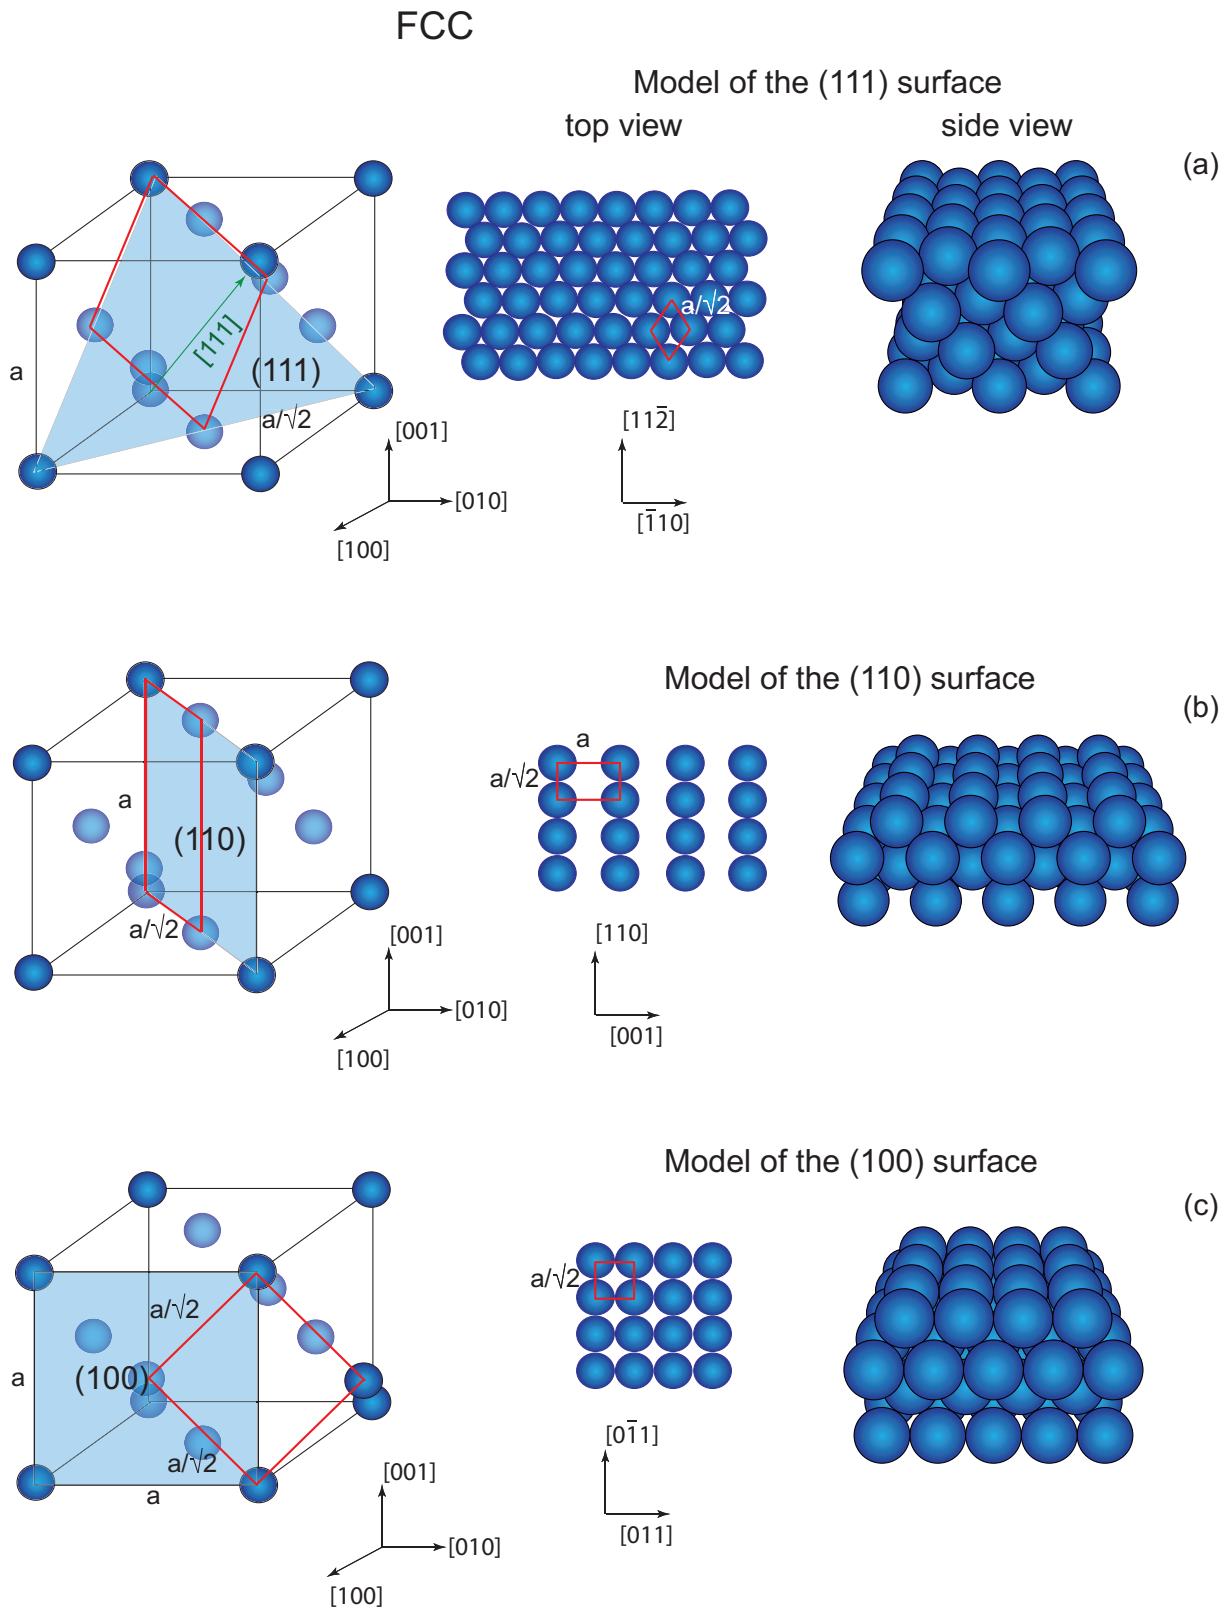 FCC
Model of the (111) surface
top view
side view
(a)
a/√2
[111]
(111)
a
a/√2
[001]
[010]
[100]
[112̅]
[1̅10]
Model of the (110) surface
(b)
a
a/√2
a
(110)
a/√2
[001]
[010]
[100]
[110]
[001]
Model of the (100) surface
(c)
a/√2
a/√2
a
(100)
a/√2
a
[001]
[010]
[100]
[01̅1]
[011]